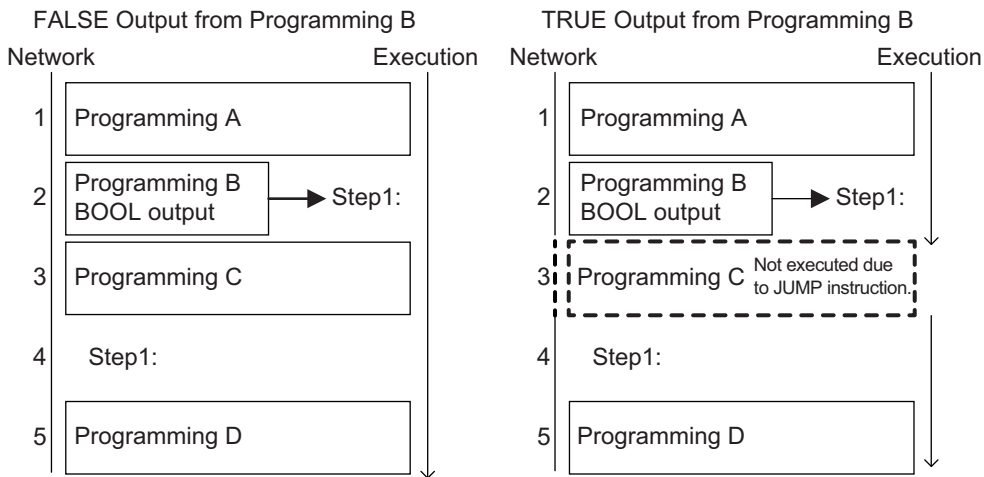 FALSE Output from Programming B
Network
Execution
1
Programming A
2
Programming B
BOOL output
Step1:
3
Programming C
4
Step1:
5
Programming D
TRUE Output from Programming B
Network
Execution
1
Programming A
2
Programming B
BOOL output
Step1:
3
Programming C
Not executed due
to JUMP instruction.
4
Step1:
5
Programming D